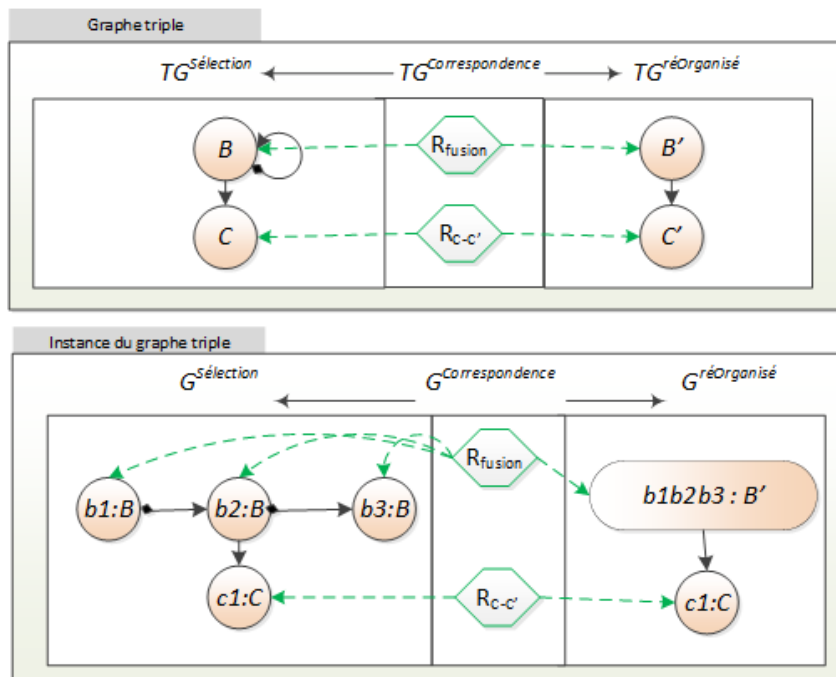 Graphe triple
TG^Sélection TG^Correspondence TG^réOrganisé
B R_fusion B'
C R_C-C' C'
Instance du graphe triple
G^Sélection G^Correspondence G^réOrganisé
R_fusion
b1:B b2:B b3:B b1b2b3 : B'
c1:C R_C-C' c1:C